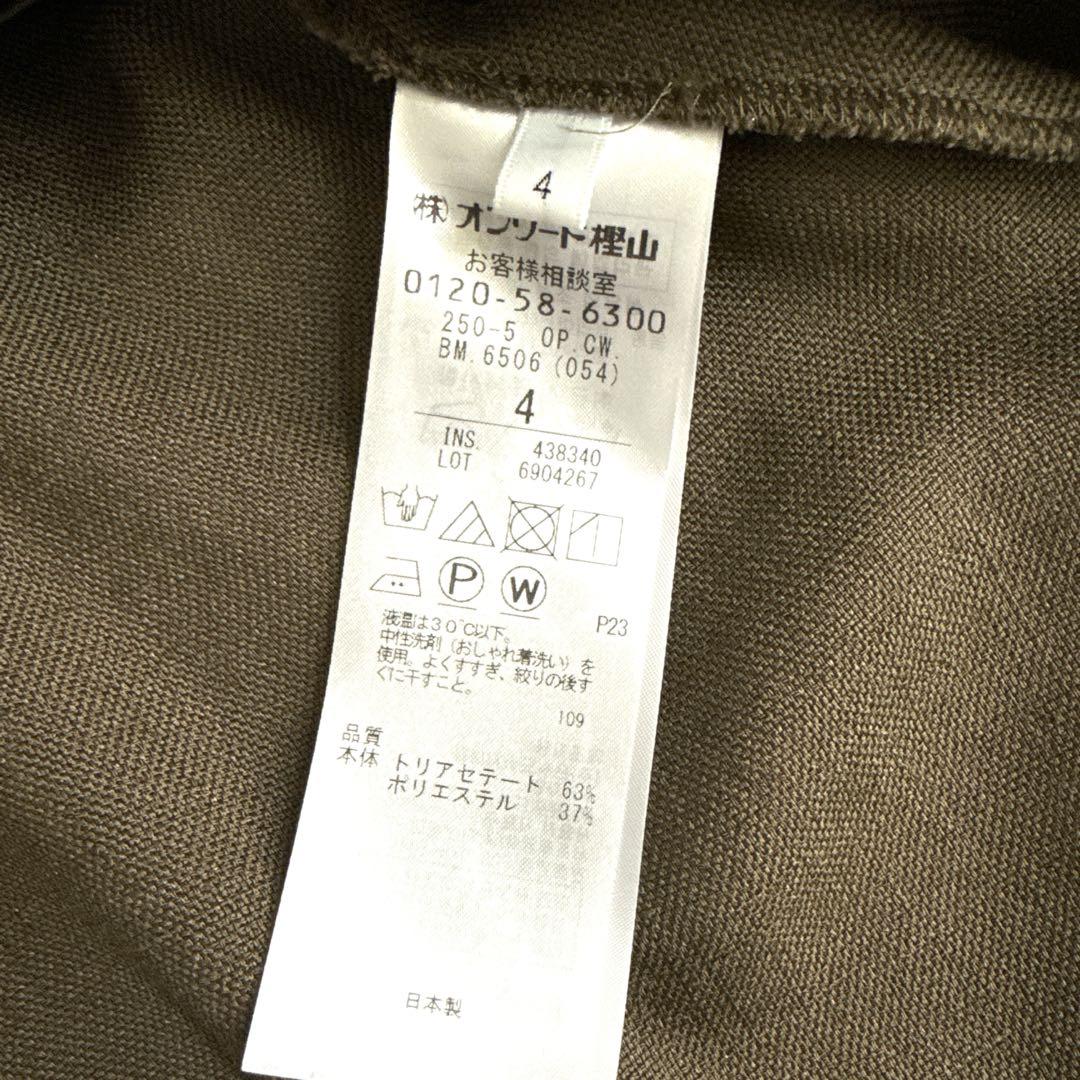 4
(株)オンワード樫山
お客様相談室
0120-58-6300
250-5 OP.CW.
BM.6506(054)
4
INS. 438340
LOT 6904267
P W
P23
液温は30℃以下。
中性洗剤(おしゃれ着洗い)を
使用。よくすすぎ、絞りの後す
ぐに干すこと。
109
品質
本体 トリアセテート 63%
ポリエステル 37%
日本製